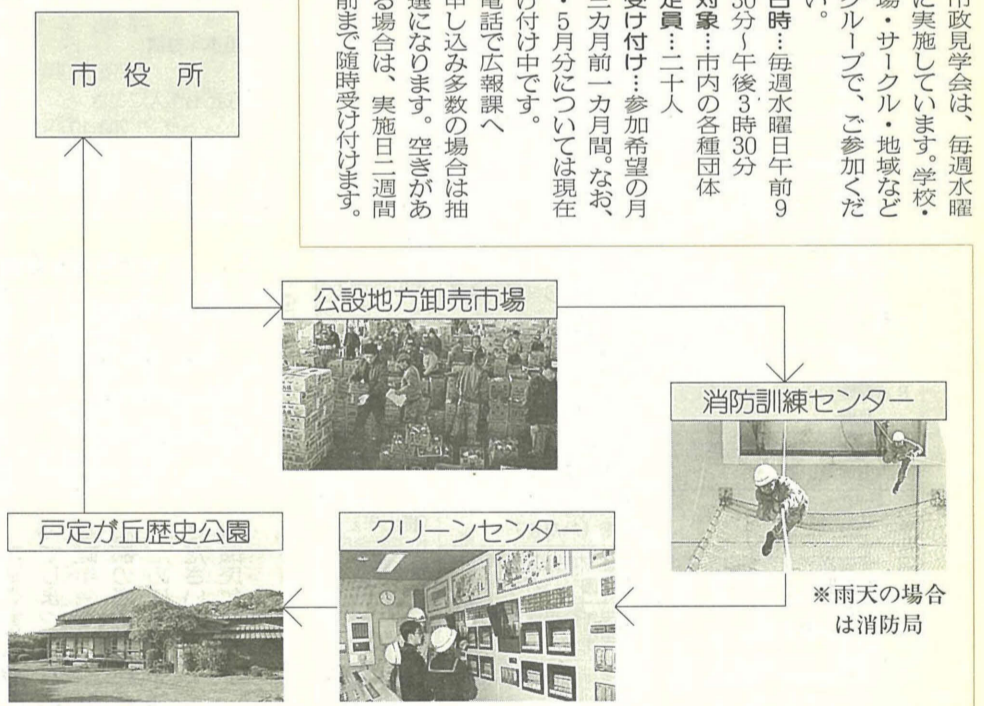 市政見学会は、毎週水曜
に実施しています。学校・
場・サークル・地域など
グループで、ご参加くだ
い。
日時…毎週水曜日午前9
30分〜午後3時30分
対象…市内の各種団体
定員…二十人
受け付け…参加希望の月
三カ月前一カ月間。なお、
・5月分については現在
け付け中です。
電話で広報課へ
申し込み多数の場合は抽
選になります。空きがあ
る場合は、実施日二週間
前まで随時受け付けます。
市役所
公設地方卸売市場
消防訓練センター
※雨天の場合
は消防局
クリーンセンター
戸定が丘歴史公園